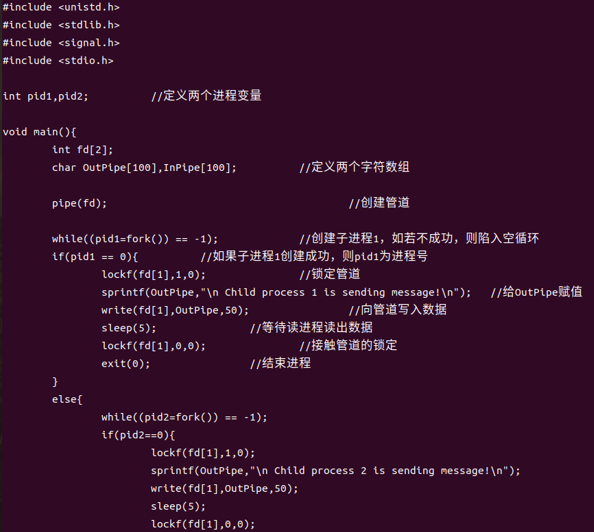 #include <unistd.h>
#include <stdlib.h>
#include <signal.h>
#include <stdio.h>
int pid1,pid2; //定义两个进程变量
void main(){
int fd[2];
char OutPipe[100],InPipe[100]; //定义两个字符数组
pipe(fd); //创建管道
while((pid1=fork()) == -1); //创建子进程1，如若不成功，则陷入空循环
if(pid1 == 0){ //如果子进程1创建成功，则pid1为进程号
lockf(fd[1],1,0); //锁定管道
sprintf(OutPipe,"\n Child process 1 is sending message!\n"); //给OutPipe赋值
write(fd[1],OutPipe,50); //向管道写入数据
sleep(5); //等待读进程读出数据
lockf(fd[1],0,0); //接触管道的锁定
exit(0); //结束进程
}
else{
while((pid2=fork()) == -1);
if(pid2==0){
lockf(fd[1],1,0);
sprintf(OutPipe,"\n Child process 2 is sending message!\n");
write(fd[1],OutPipe,50);
sleep(5);
lockf(fd[1],0,0);